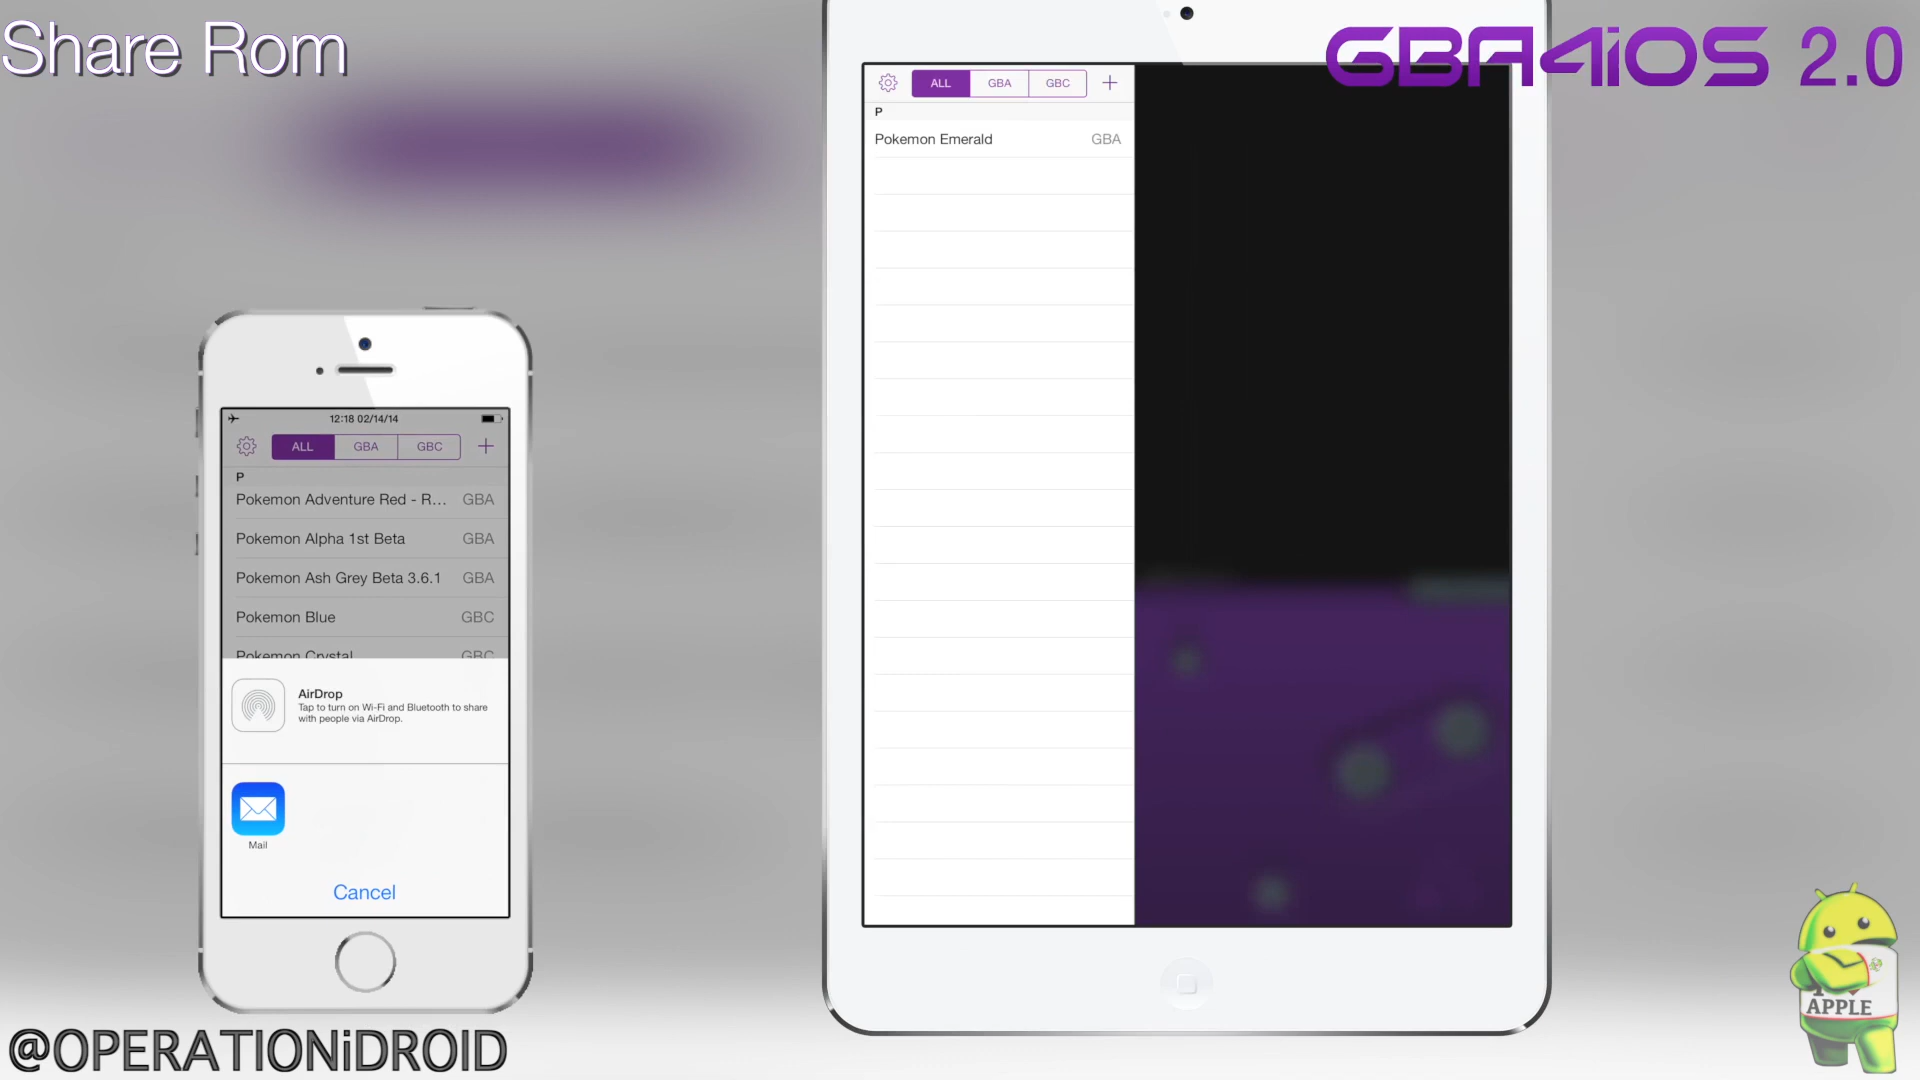 Share Rom
GBA4iOS 2.0
ALL GBA GBC +
P
Pokemon Emerald GBA
12:18 02/14/14
ALL GBA GBC +
P
Pokemon Adventure Red - R... GBA
Pokemon Alpha 1st Beta GBA
Pokemon Ash Grey Beta 3.6.1 GBA
Pokemon Blue GBC
Pokemon Crystal GBC
AirDrop
Tap to turn on Wi-Fi and Bluetooth to share
with people via AirDrop.
Mail
Cancel
I
APPLE
@OPERATIONiDROID